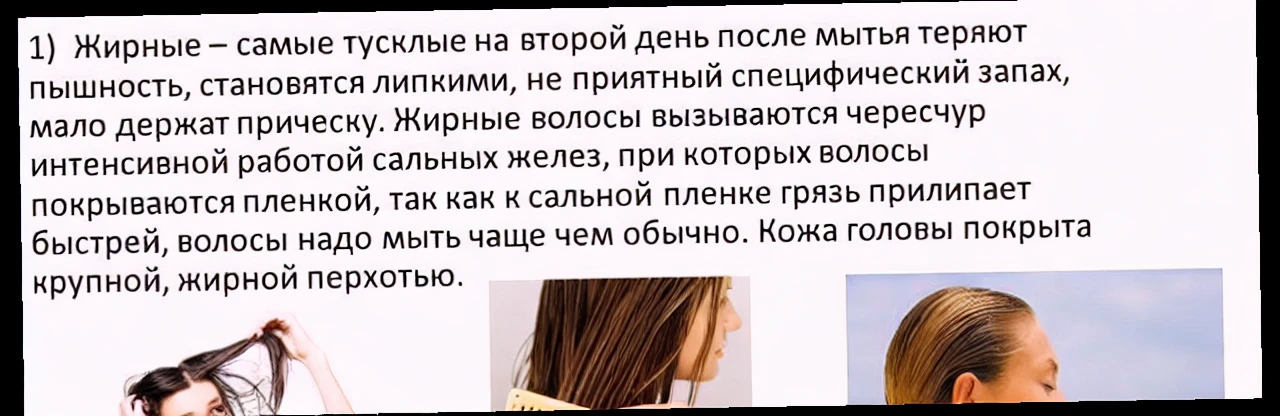 1) Жирные – самые тусклые на второй день после мытья теряют
пышность, становятся липкими, не приятный специфический запах,
мало держат прическу. Жирные волосы вызываются чересчур
интенсивной работой сальных желез, при которых волосы
покрываются пленкой, так как к сальной пленке грязь прилипает
быстрей, волосы надо мыть чаще чем обычно. Кожа головы покрыта
крупной, жирной перхотью.